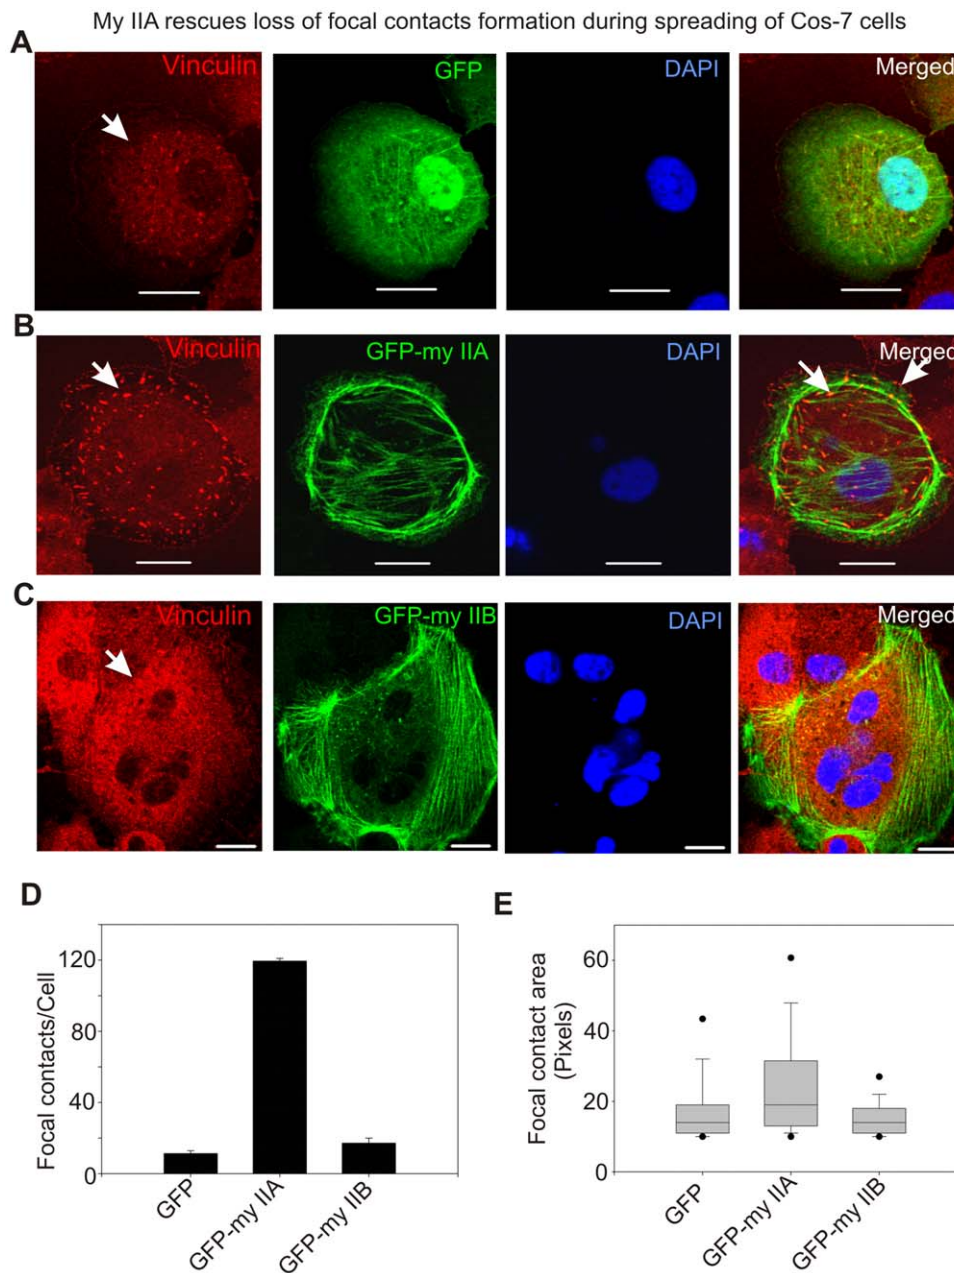 My IIA rescues loss of focal contacts formation during spreading of Cos-7 cells
A
Vinculin
GFP
DAPI
Merged
B
Vinculin
GFP-my IIA
DAPI
Merged
C
Vinculin
GFP-my IIB
DAPI
Merged
D
Focal contacts/Cell
120
80
40
0
GFP
GFP-my IIA
GFP-my IIB
E
Focal contact area
(Pixels)
60
40
20
0
GFP
GFP-my IIA
GFP-my IIB